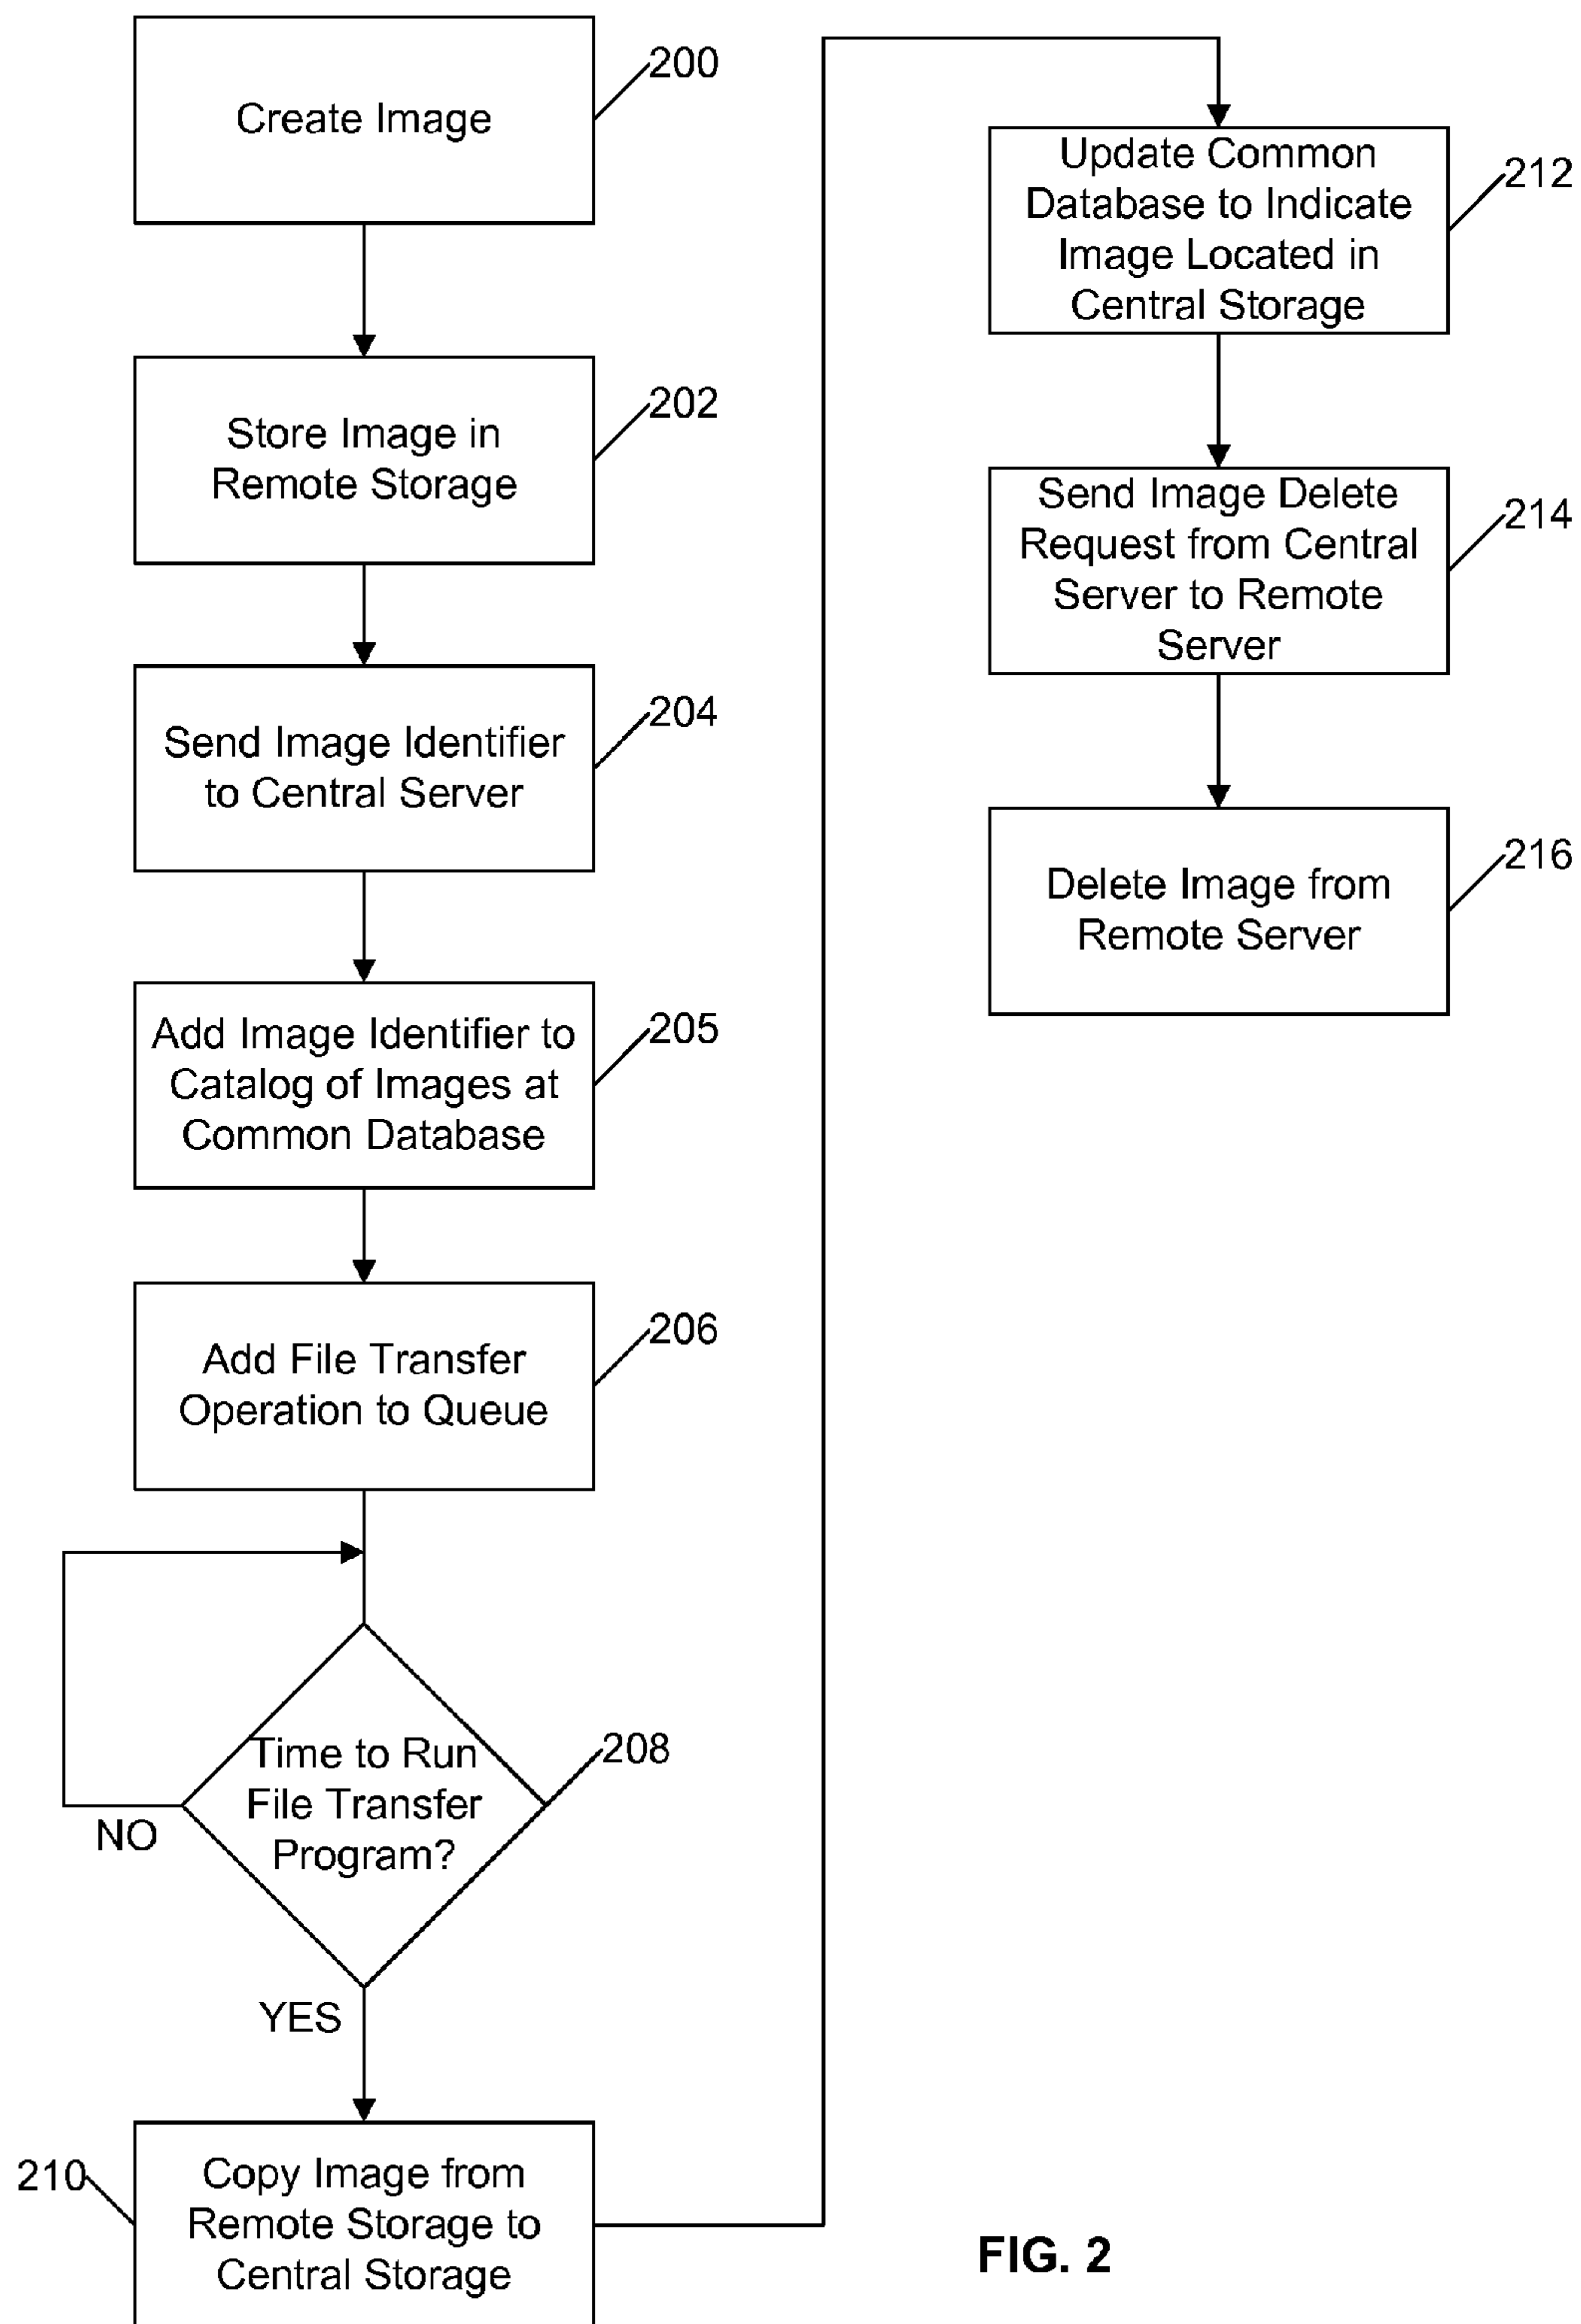 Create Image
200
Store Image in
Remote Storage
202
Send Image Identifier
to Central Server
204
Add Image Identifier to
Catalog of Images at
Common Database
205
Add File Transfer
Operation to Queue
206
Time to Run
File Transfer
Program?
208
NO
YES
210
Copy Image from
Remote Storage to
Central Storage
Update Common
Database to Indicate
Image Located in
Central Storage
212
Send Image Delete
Request from Central
Server to Remote
Server
214
Delete Image from
Remote Server
216
FIG. 2